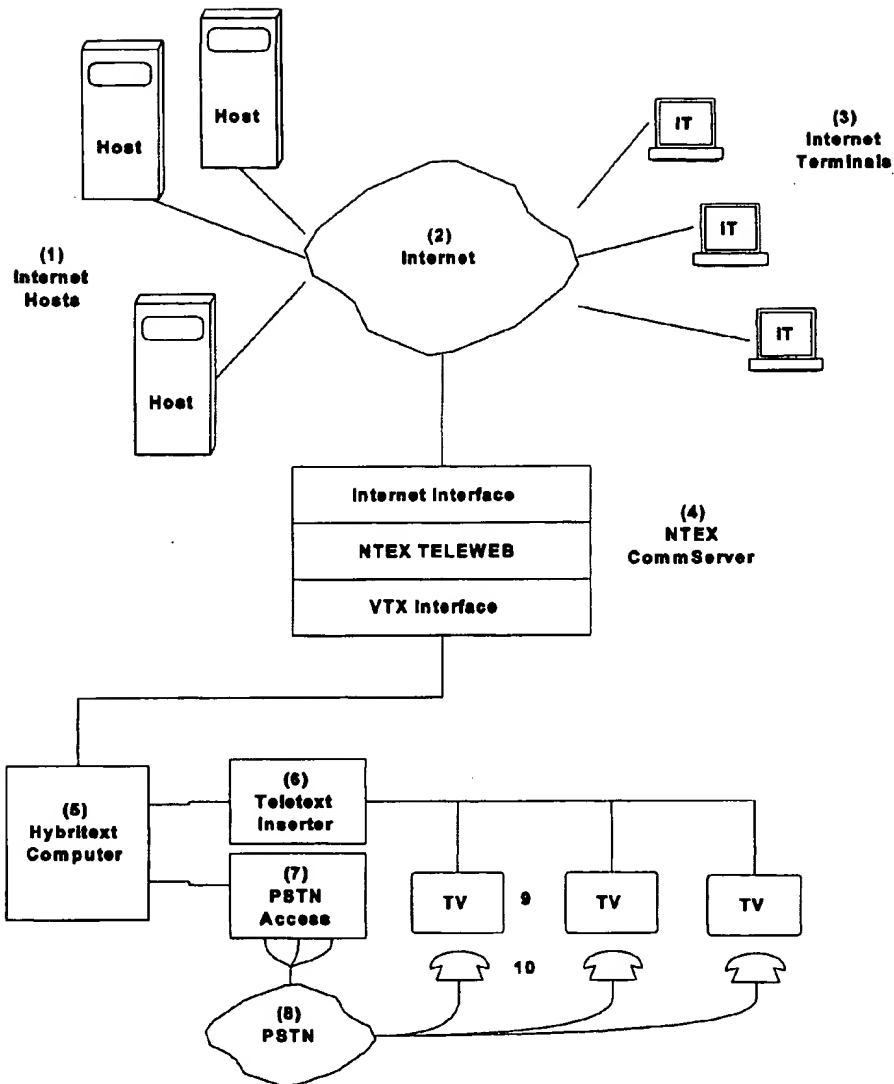 Host
Host
IT
(3)
Internet
Terminals
IT
(2)
Internet
(1)
Internet
Hosts
IT
Host
Internet Interface
(4)
NTEX
CommServer
NTEX TELEWEB
VTX Interface
(5)
Hybritext
Computer
(6)
Teletext
Inserter
(7)
PSTN
Access
TV
9
TV
TV
10
(8)
PSTN